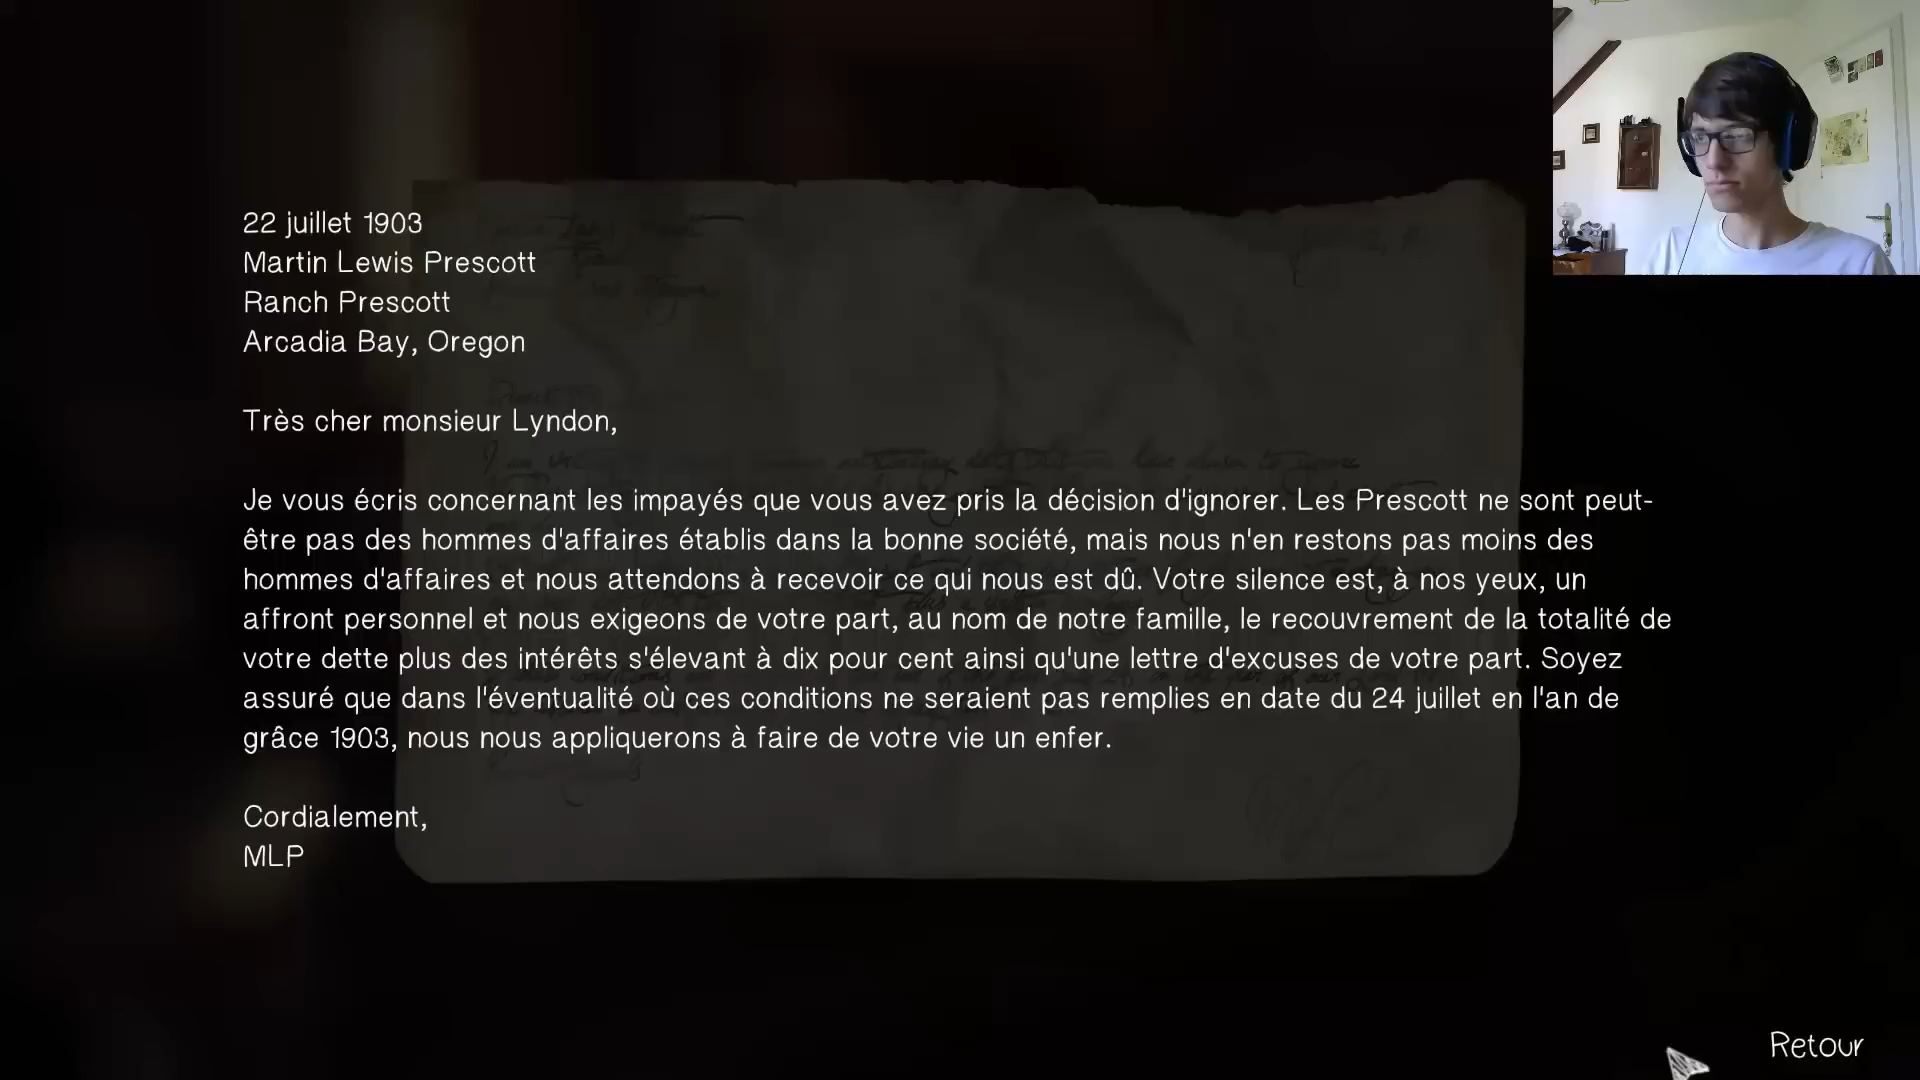 22 juillet 1903
Martin Lewis Prescott
Ranch Prescott
Arcadia Bay, Oregon
Très cher monsieur Lyndon,
Je vous écris concernant les impayés que vous avez pris la décision d'ignorer. Les Prescott ne sont peut-
être pas des hommes d'affaires établis dans la bonne société, mais nous n'en restons pas moins des
hommes d'affaires et nous attendons à recevoir ce qui nous est dû. Votre silence est, à nos yeux, un
affront personnel et nous exigeons de votre part, au nom de notre famille, le recouvrement de la totalité de
votre dette plus des intérêts s'élevant à dix pour cent ainsi qu'une lettre d'excuses de votre part. Soyez
assuré que dans l'éventualité où ces conditions ne seraient pas remplies en date du 24 juillet en l'an de
grâce 1903, nous nous appliquerons à faire de votre vie un enfer.
Cordialement,
MLP
Retour